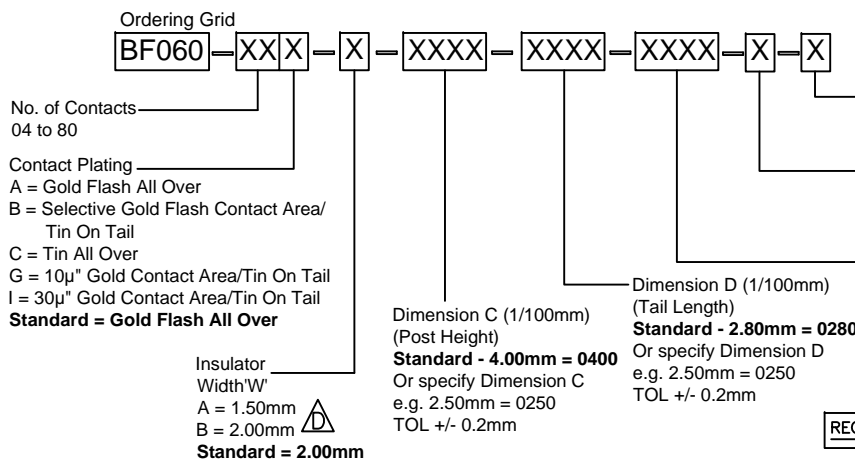 Ordering Grid
BF060 - XX X - X - XXXX - XXXX - XXXX - X - X
No. of Contacts
04 to 80
Contact Plating
A = Gold Flash All Over
B = Selective Gold Flash Contact Area/
Tin On Tail
C = Tin All Over
G = 10µ" Gold Contact Area/Tin On Tail
I = 30µ" Gold Contact Area/Tin On Tail
Standard = Gold Flash All Over
Insulator
Width'W'
A = 1.50mm
B = 2.00mm
D
Standard = 2.00mm
Dimension C (1/100mm)
(Post Height)
Standard - 4.00mm = 0400
Or specify Dimension C
e.g. 2.50mm = 0250
TOL +/- 0.2mm
Dimension D (1/100mm)
(Tail Length)
Standard - 2.80mm = 0280
Or specify Dimension D
e.g. 2.50mm = 0250
TOL +/- 0.2mm